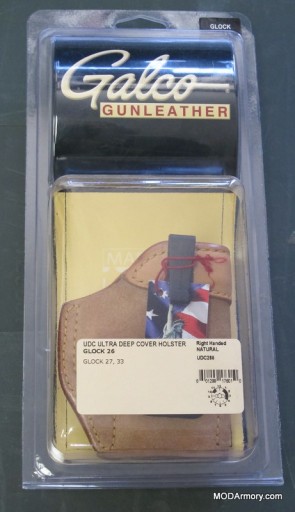 GLOCK
Galco
GUNLEATHER
UDC ULTRA DEEP COVER HOLSTER
GLOCK 26
GLOCK 27, 33
Right Handed
NATURAL
UDC286
MODArmory.com